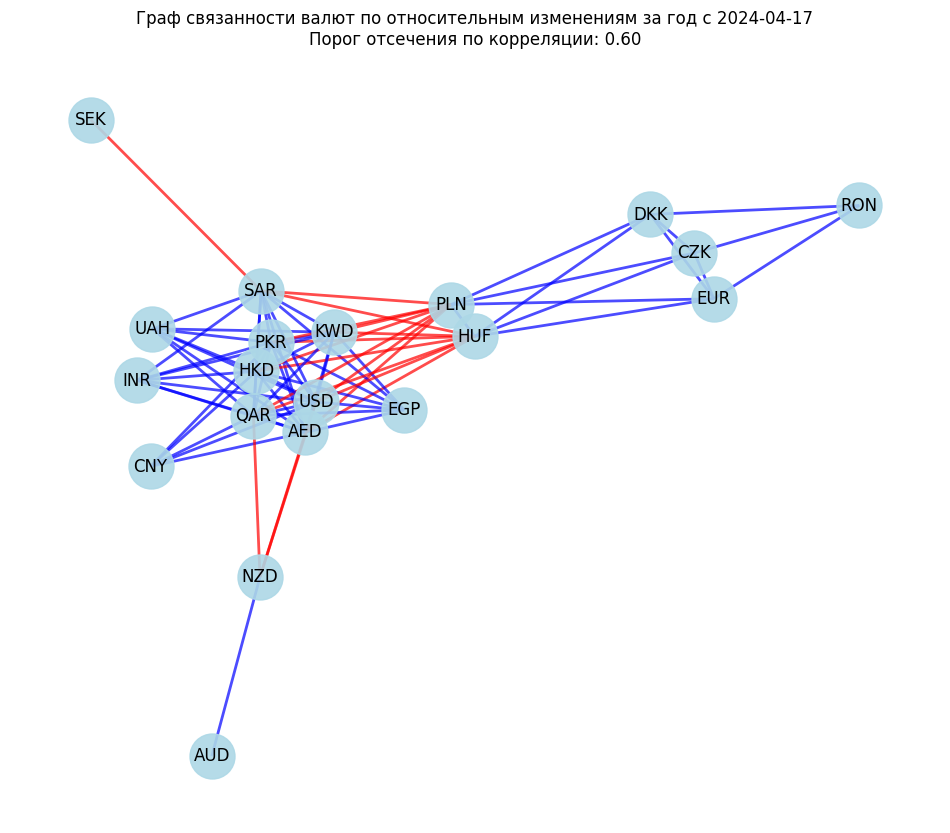 Граф связанности валют по относительным изменениям за год с 2024-04-17
Порог отсечения по корреляции: 0.60
SEK
RON
DKK
CZK
SAR
EUR
PLN
UAH
KWD
HUF
PKR
HKD
INR
USD
EGP
QAR
AED
CNY
NZD
AUD